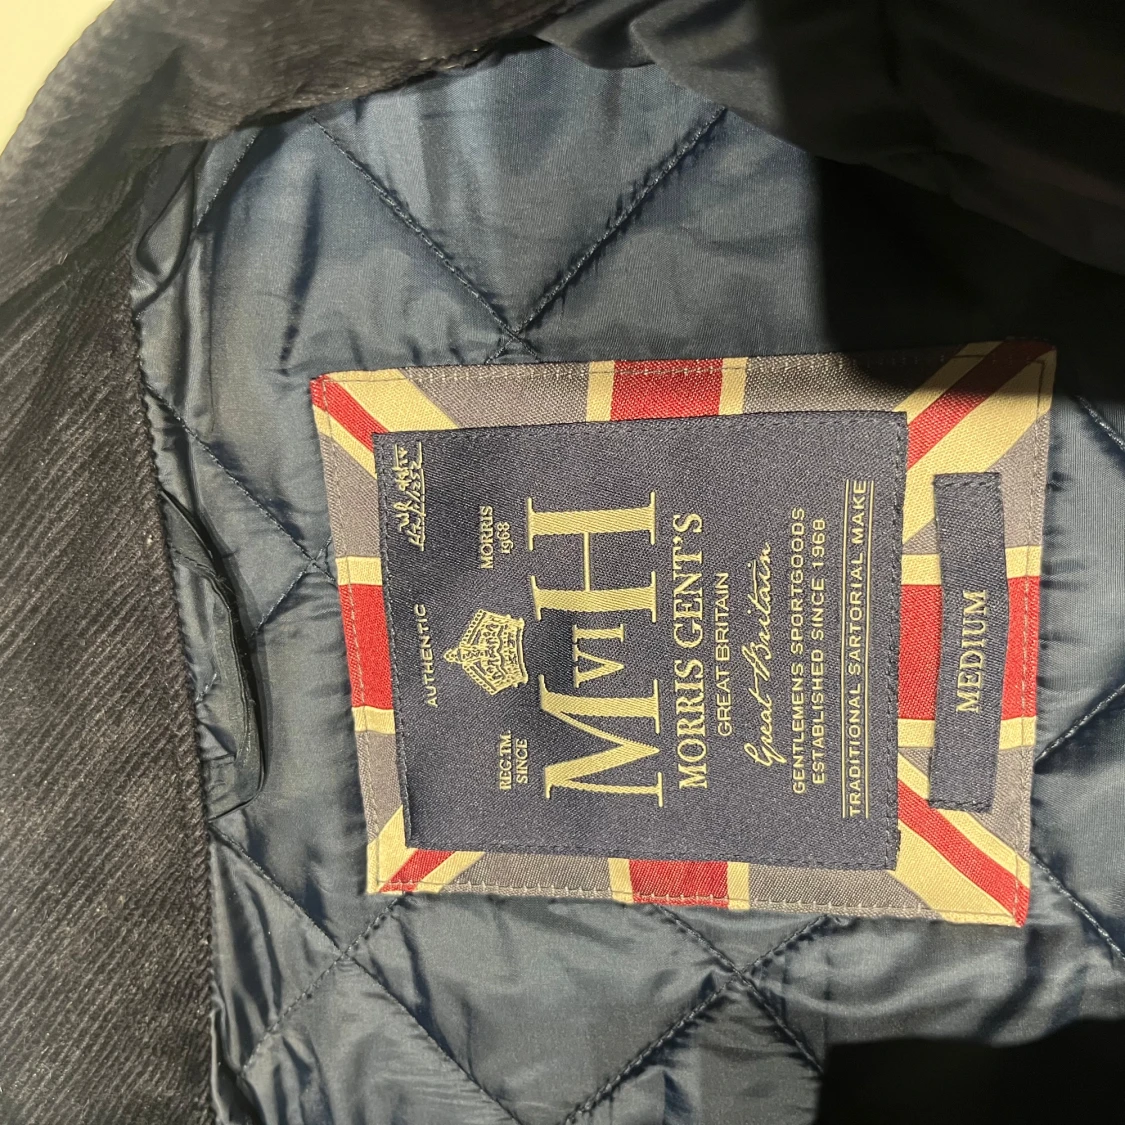 AUTHENTIC
REG.TM.
SINCE
MORRIS
1968
MVIH
MORRIS GENT'S
GREAT BRITAIN
Great Britain
GENTLEMENS SPORTGOODS
ESTABLISHED SINCE 1968
TRADITIONAL SARTORIAL MAKE
MEDIUM